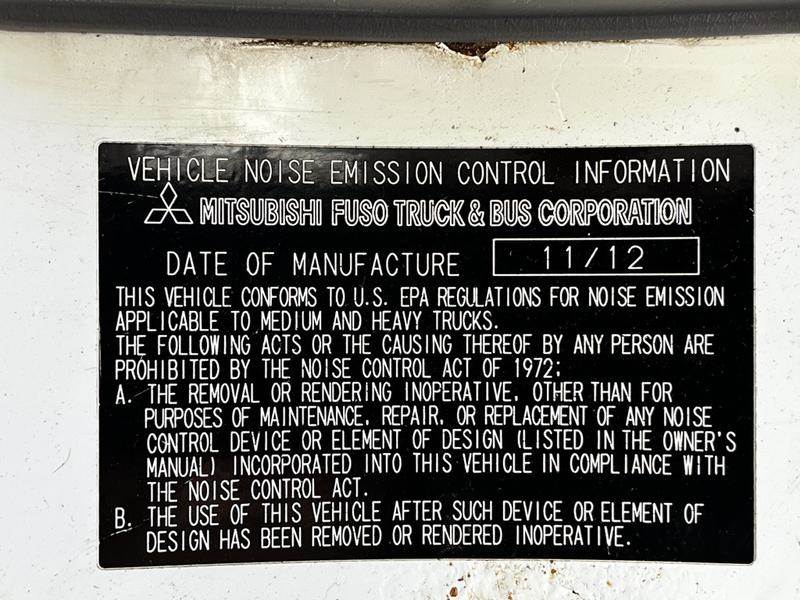 VEHICLE NOISE EMISSION CONTROL INFORMATION
MITSUBISHI FUSO TRUCK & BUS CORPORATION
DATE OF MANUFACTURE 11/12
THIS VEHICLE CONFORMS TO U.S. EPA REGULATIONS FOR NOISE EMISSION
APPLICABLE TO MEDIUM AND HEAVY TRUCKS.
THE FOLLOWING ACTS OR THE CAUSING THEREOF BY ANY PERSON ARE
PROHIBITED BY THE NOISE CONTROL ACT OF 1972:
A. THE REMOVAL OR RENDERING INOPERATIVE, OTHER THAN FOR
PURPOSES OF MAINTENANCE, REPAIR, OR REPLACEMENT OF ANY NOISE
CONTROL DEVICE OR ELEMENT OF DESIGN (LISTED IN THE OWNER'S
MANUAL) INCORPORATED INTO THIS VEHICLE IN COMPLIANCE WITH
THE NOISE CONTROL ACT.
B. THE USE OF THIS VEHICLE AFTER SUCH DEVICE OR ELEMENT OF
DESIGN HAS BEEN REMOVED OR RENDERED INOPERATIVE.